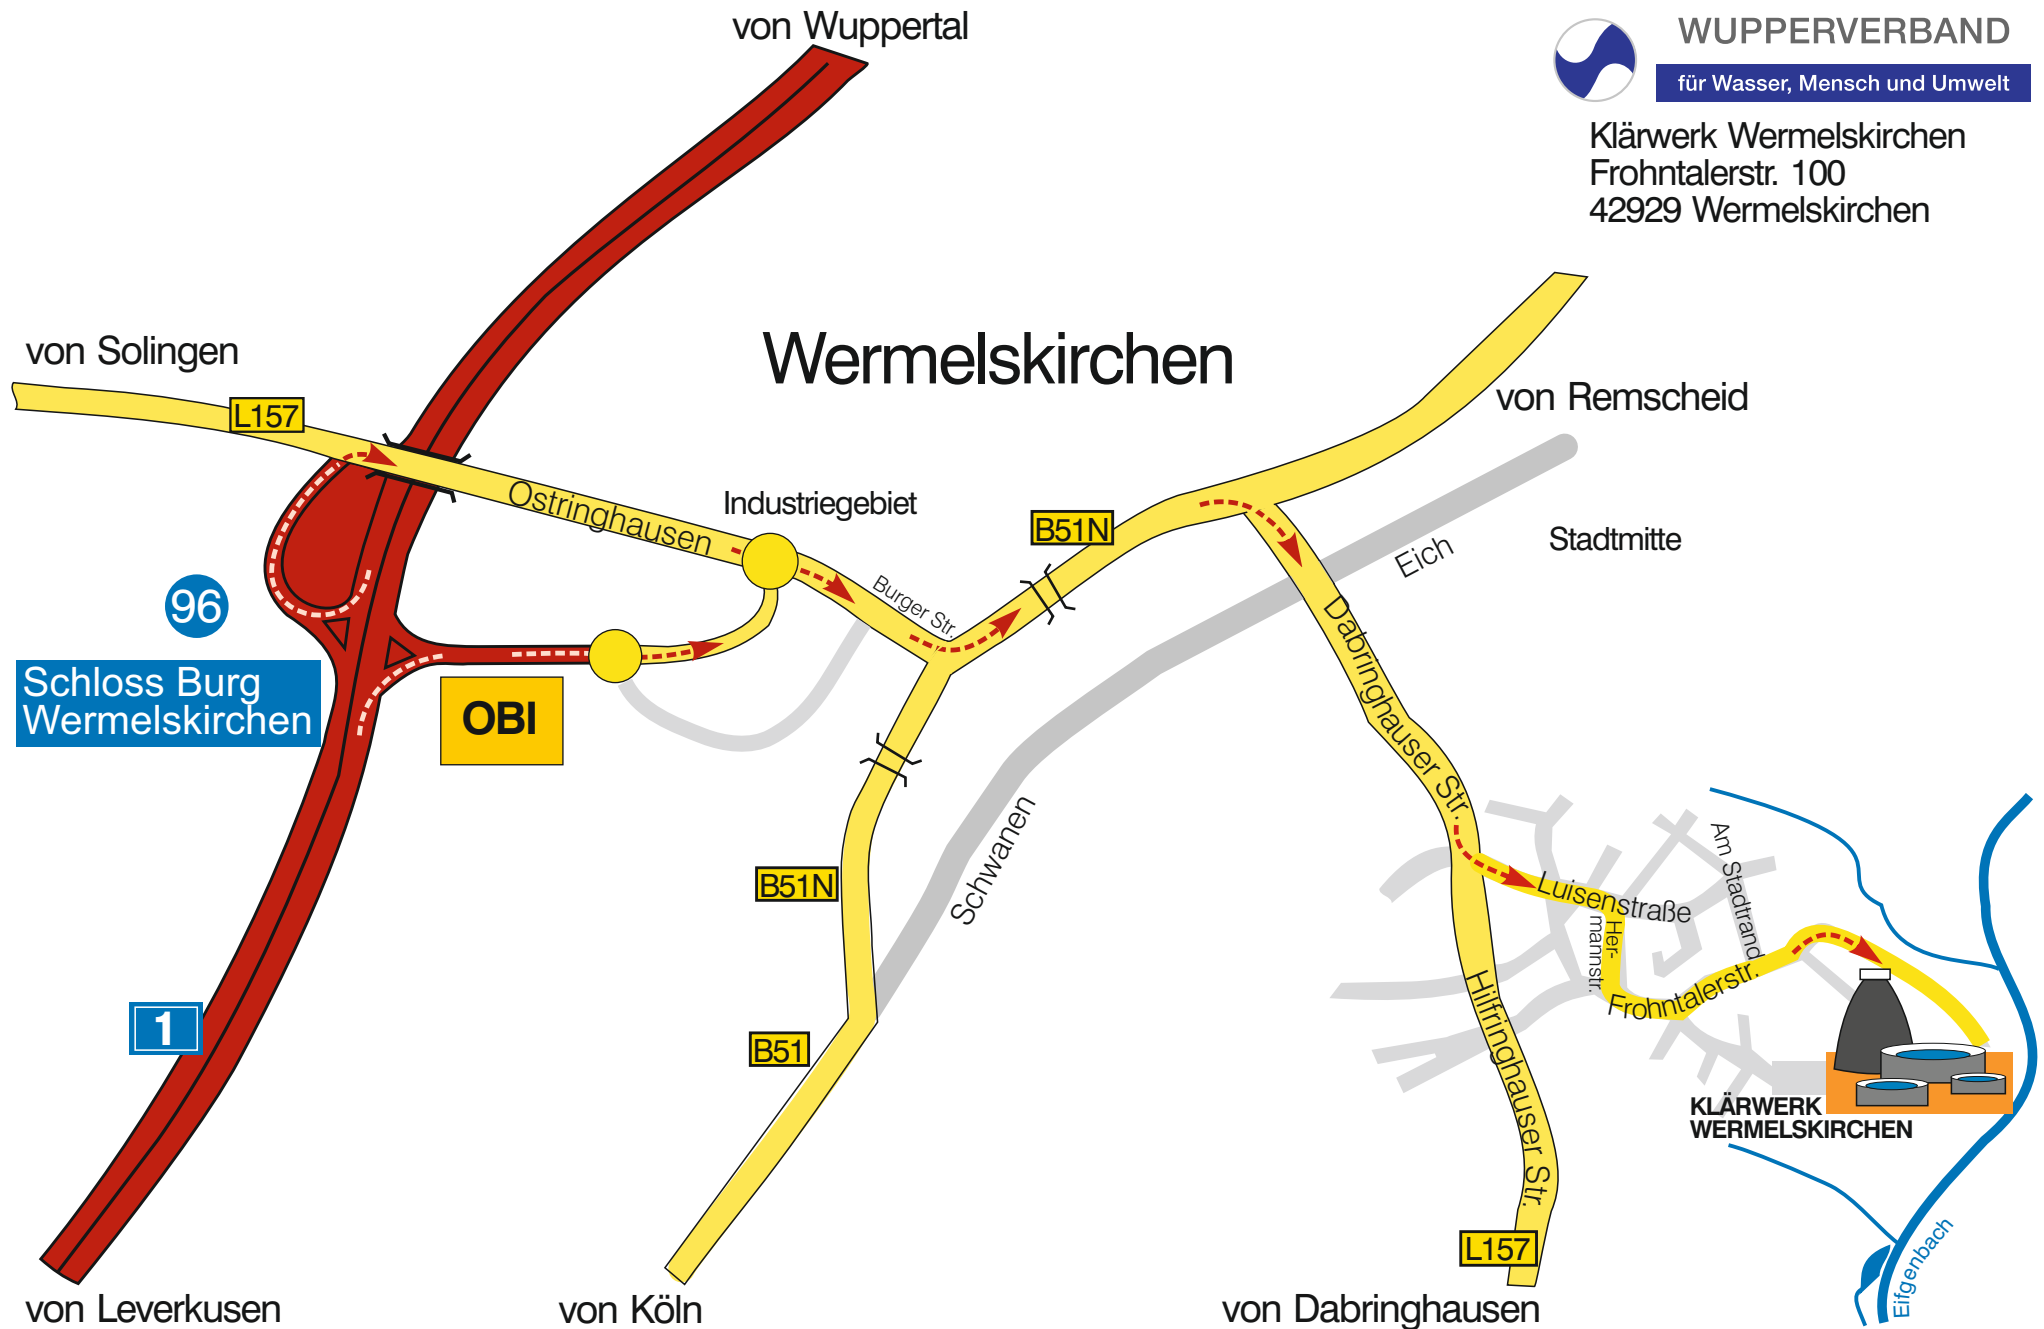 von Wuppertal
WUPPERVERBAND
für Wasser, Mensch und Umwelt
Klärwerk Wermelskirchen
Frohntalerstr. 100
42929 Wermelskirchen
von Solingen
Wermelskirchen
von Remscheid
L157
Ostringhausen
Industriegebiet
B51N
Eich
Stadtmitte
96
Burger Str.
Schloss Burg
Wermelskirchen
OBI
Dabringhauser Str.
Schwanen
B51N
Am Stadtrand
Luisenstraße
Her-
mannstr.
Frohntalerstr.
1
B51
Hilfringhauser Str.
KLÄRWERK
WERMELSKIRCHEN
L157
Eifgenbach
von Leverkusen
von Köln
von Dabringhausen